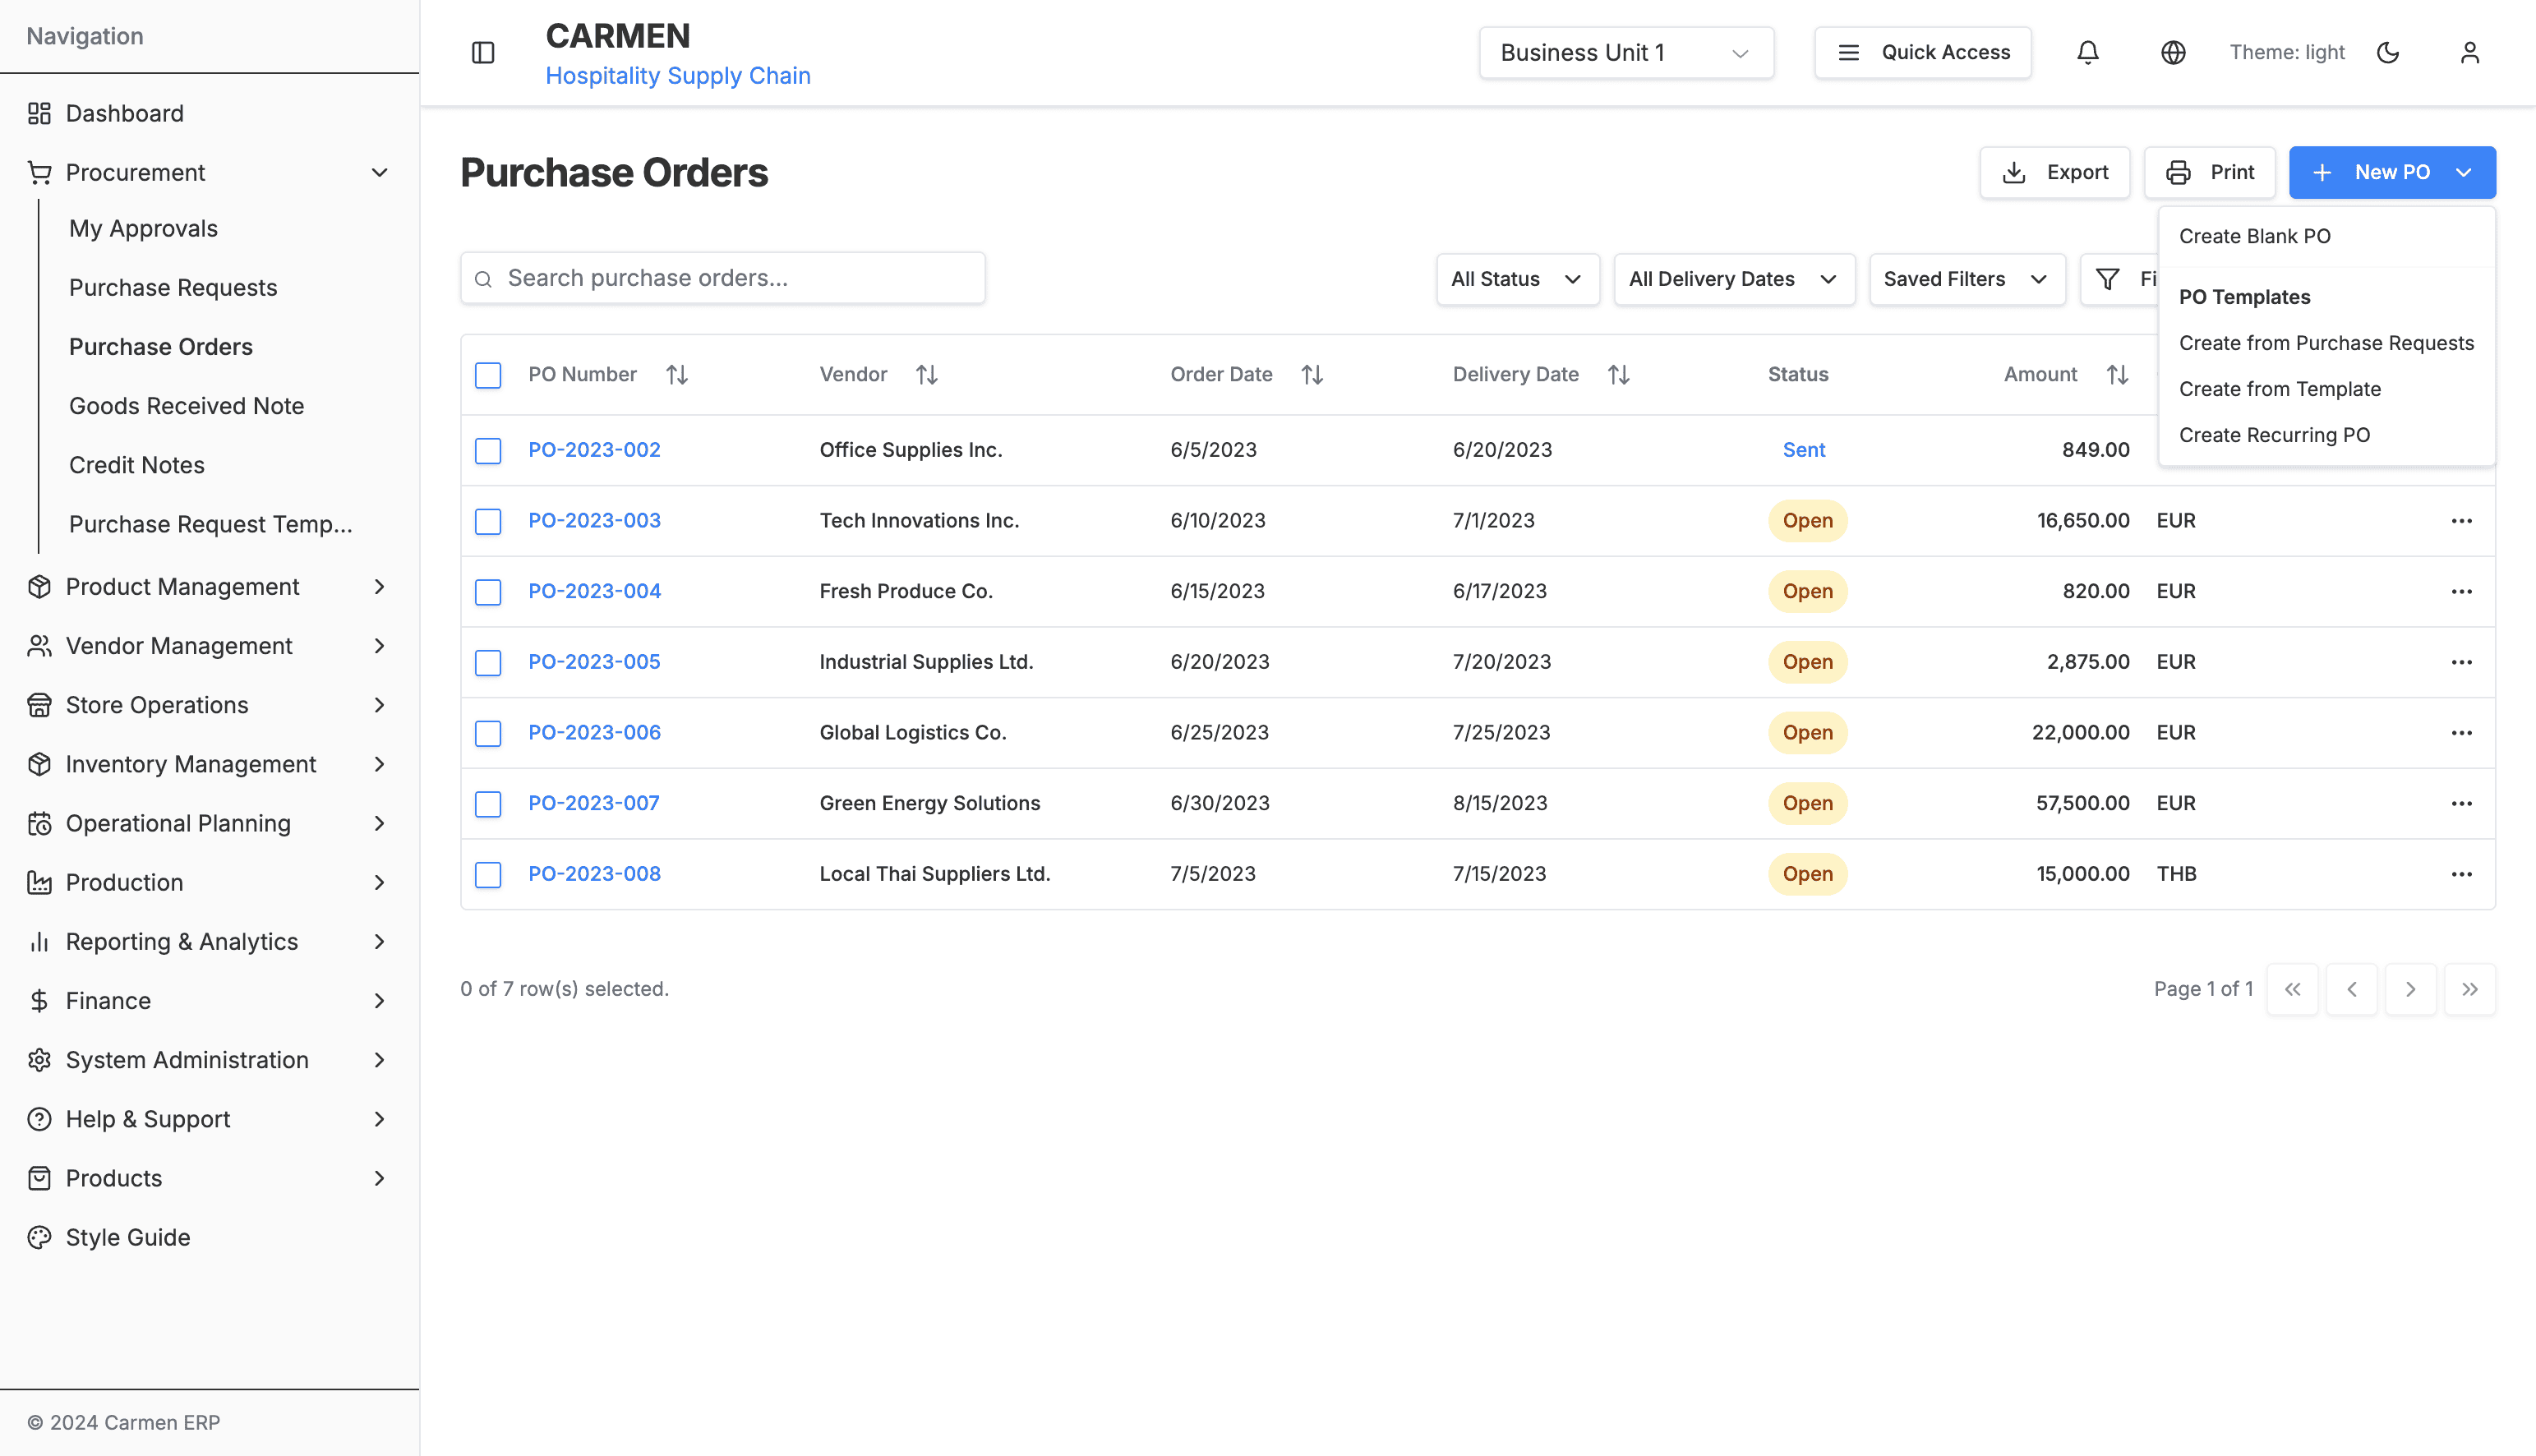 Navigation
Dashboard
Procurement
My Approvals
Purchase Requests
Purchase Orders
Goods Received Note
Credit Notes
Purchase Request Temp...
Product Management
Vendor Management
Store Operations
Inventory Management
Operational Planning
Production
Reporting & Analytics
Finance
System Administration
Help & Support
Products
Style Guide
© 2024 Carmen ERP
CARMEN
Hospitality Supply Chain
Business Unit 1
Quick Access
Theme: light
Purchase Orders
Export
Print
New PO
Create Blank PO
PO Templates
Create from Purchase Requests
Create from Template
Create Recurring PO
Search purchase orders...
All Status
All Delivery Dates
Saved Filters
PO Number Vendor Order Date Delivery Date Status Amount
PO-2023-002 Office Supplies Inc. 6/5/2023 6/20/2023 Sent 849.00
PO-2023-003 Tech Innovations Inc. 6/10/2023 7/1/2023 Open 16,650.00 EUR
PO-2023-004 Fresh Produce Co. 6/15/2023 6/17/2023 Open 820.00 EUR
PO-2023-005 Industrial Supplies Ltd. 6/20/2023 7/20/2023 Open 2,875.00 EUR
PO-2023-006 Global Logistics Co. 6/25/2023 7/25/2023 Open 22,000.00 EUR
PO-2023-007 Green Energy Solutions 6/30/2023 8/15/2023 Open 57,500.00 EUR
PO-2023-008 Local Thai Suppliers Ltd. 7/5/2023 7/15/2023 Open 15,000.00 THB
0 of 7 row(s) selected.
Page 1 of 1